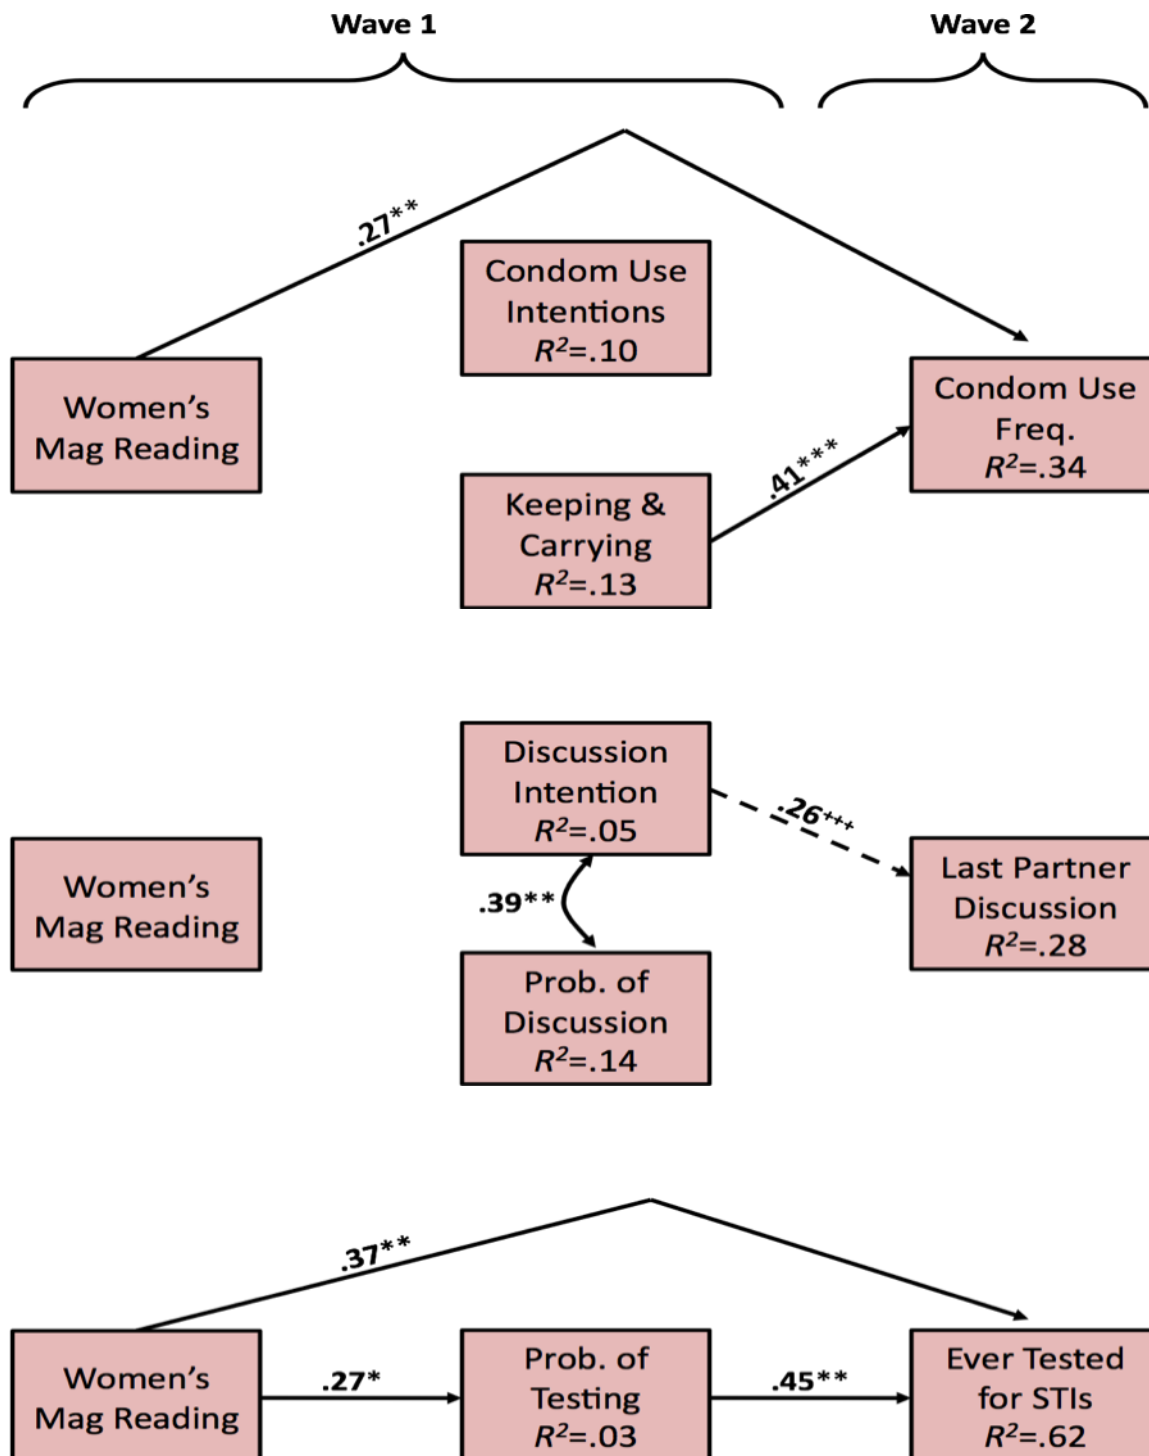 Wave 1
Wave 2
.27**
Condom Use
Intentions
R²=.10
Women’s
Mag Reading
Condom Use
Freq.
R²=.34
.41***
Keeping &
Carrying
R²=.13
Discussion
Intention
R²=.05
.26+++
Women’s
Mag Reading
.39**
Last Partner
Discussion
R²=.28
Prob. of
Discussion
R²=.14
.37**
Women’s
Mag Reading
.27*
Prob. of
Testing
R²=.03
.45**
Ever Tested
for STIs
R²=.62